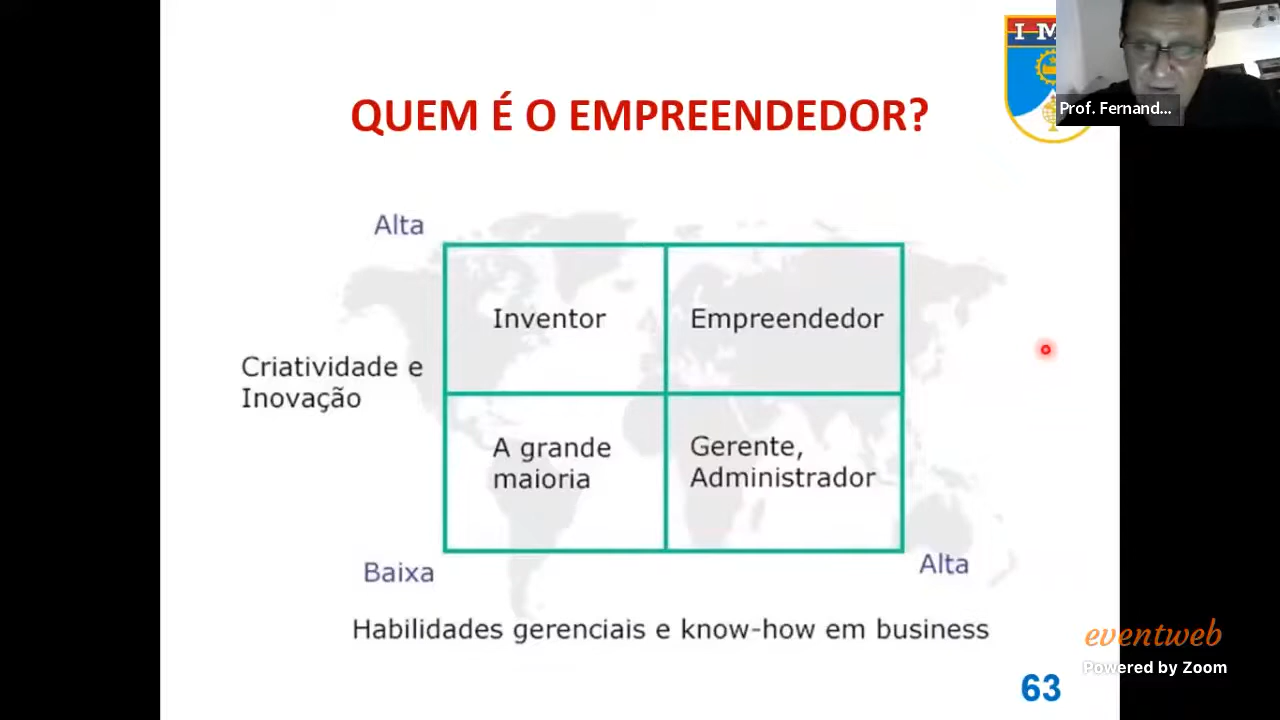 I M
QUEM É O EMPREENDEDOR?
Prof. Fernand...
Alta
Inventor
Empreendedor
Criatividade e
Inovação
A grande
maioria
Gerente,
Administrador
Baixa
Alta
Habilidades gerenciais e know-how em business
eventweb
Powered by Zoom
63